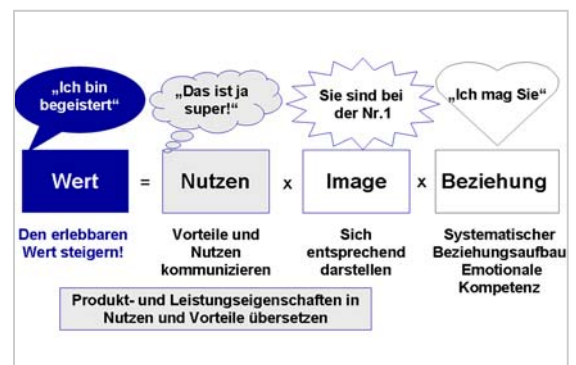 „Ich bin
begeistert“
„Das ist ja
super!“
Sie sind bei
der Nr.1
„Ich mag Sie“
Wert
=
Nutzen
x
Image
x
Beziehung
Den erlebbaren
Wert steigern!
Vorteile und
Nutzen
kommunizieren
Sich
entsprechend
darstellen
Systematischer
Beziehungsaufbau
Emotionale
Kompetenz
Produkt- und Leistungseigenschaften in
Nutzen und Vorteile übersetzen